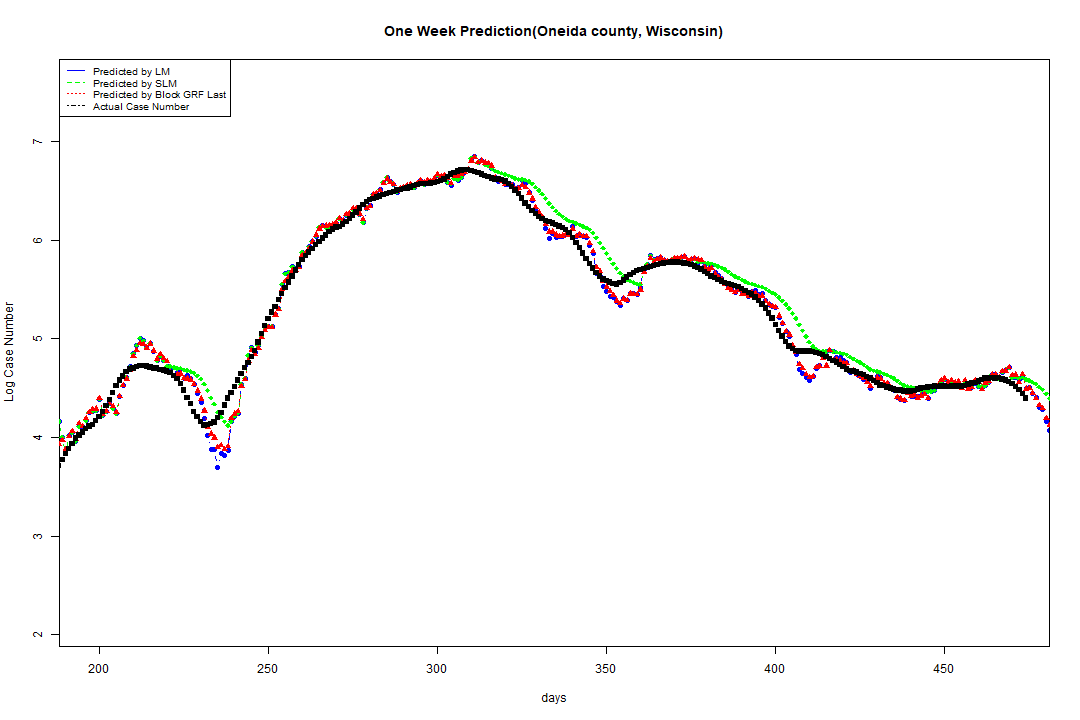 One Week Prediction(Oneida county, Wisconsin)
Predicted by LM
Predicted by SLM
Predicted by Block GRF Last
Actual Case Number
Log Case Number
7
6
5
4
3
2
200 250 300 350 400 450
days